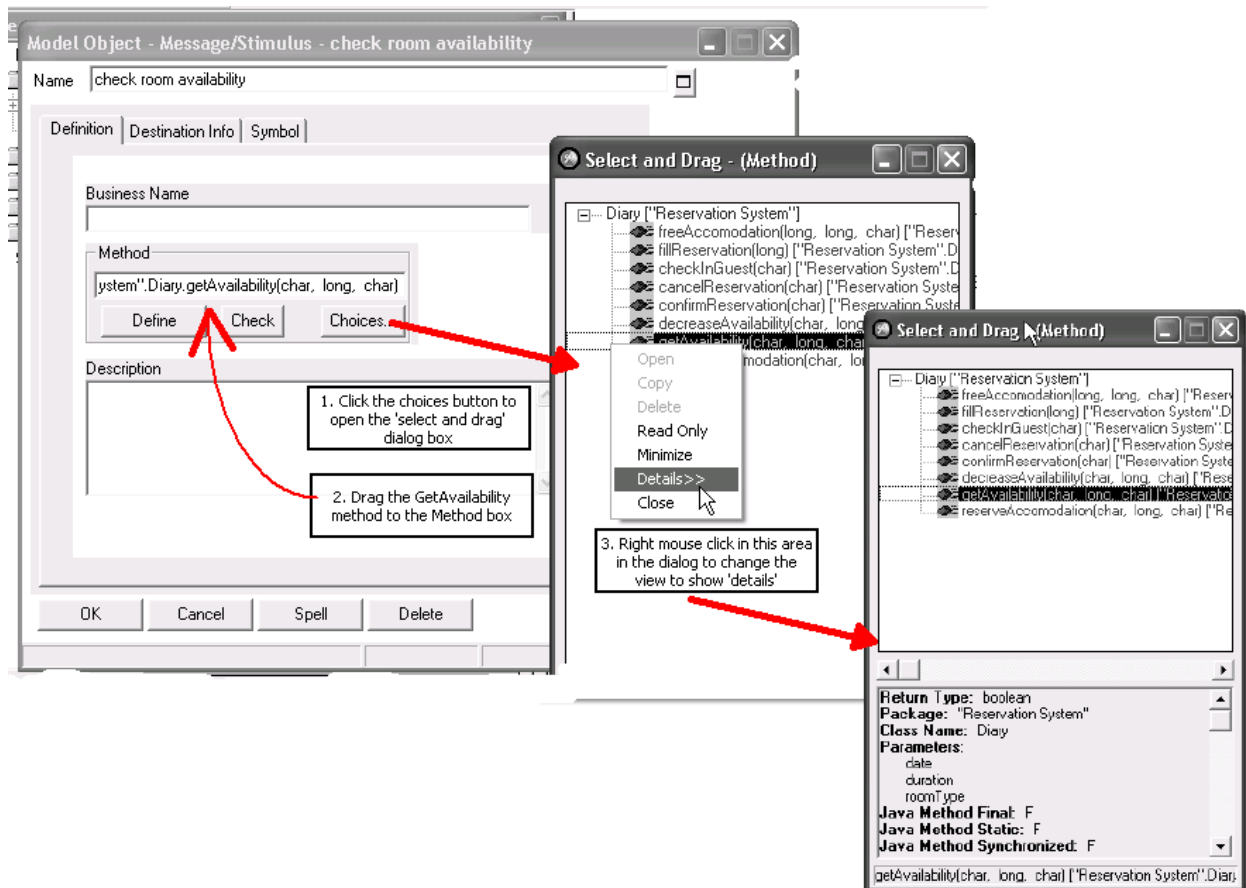 Model Object - Message/Stimulus - check room availability
Name check room availability
Definition Destination Info Symbol
Business Name
Method
ystem".Diary.getAvailability(char, long, char)
Define Check Choices...
Description
1. Click the choices button to
open the 'select and drag'
dialog box
2. Drag the GetAvailability
method to the Method box
OK Cancel Spell Delete
Select and Drag - (Method)
Diary ["Reservation System"]
freeAccomodation(long, long, char) ["Reserv
fillReservation(long) ["Reservation System".D
checkInGuest(char) ["Reservation System".D
cancelReservation(char) ["Reservation Syste
confirmReservation(char) ["Reservation Syste
decreaseAvailability(char, long
getAvailability(char, long, char
modation(char, lon
Open
Copy
Delete
Read Only
Minimize
Details>>
Close
3. Right mouse click in this area
in the dialog to change the
view to show 'details'
Select and Drag (Method)
Diary ["Reservation System"]
freeAccomodation(long, long, char) ["Reserv
fillReservation(long) ["Reservation System".D
checkInGuest(char) ["Reservation System".D
cancelReservation(char) ["Reservation Syste
confirmReservation(char) ["Reservation Syste
decreaseAvailability(char, long, char) ["Rese
getAvailability(char, long, char) ["Reservatio
reserveAccomodation(char, long, char) ["Re
Return Type: boolean
Package: "Reservation System"
Class Name: Diary
Parameters:
date
duration
roomType
Java Method Final: F
Java Method Static: F
Java Method Synchronized: F
getAvailability(char, long, char) ["Reservation System".Diary